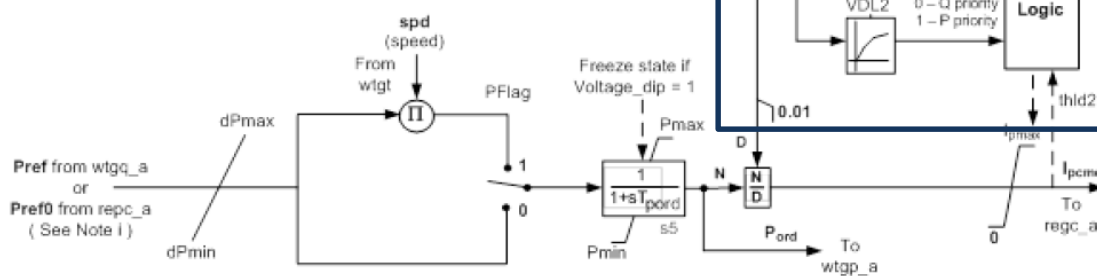 VDL2
0 – Q priority
1 – P priority
Logic
spd
(speed)
From
wtgt
Π
PFlag
Freeze state if
Voltage_dip = 1
0.01
thld2
dPmax
Pmax
D
Ipmax
Pref from wtgq_a
or
Pref0 from repc_a
( See Note i )
1
0
1
1+sTpord
s5
N
N
D
Ipcmd
To
regc_a
0
dPmin
Pmin
Pord
To
wtgp_a